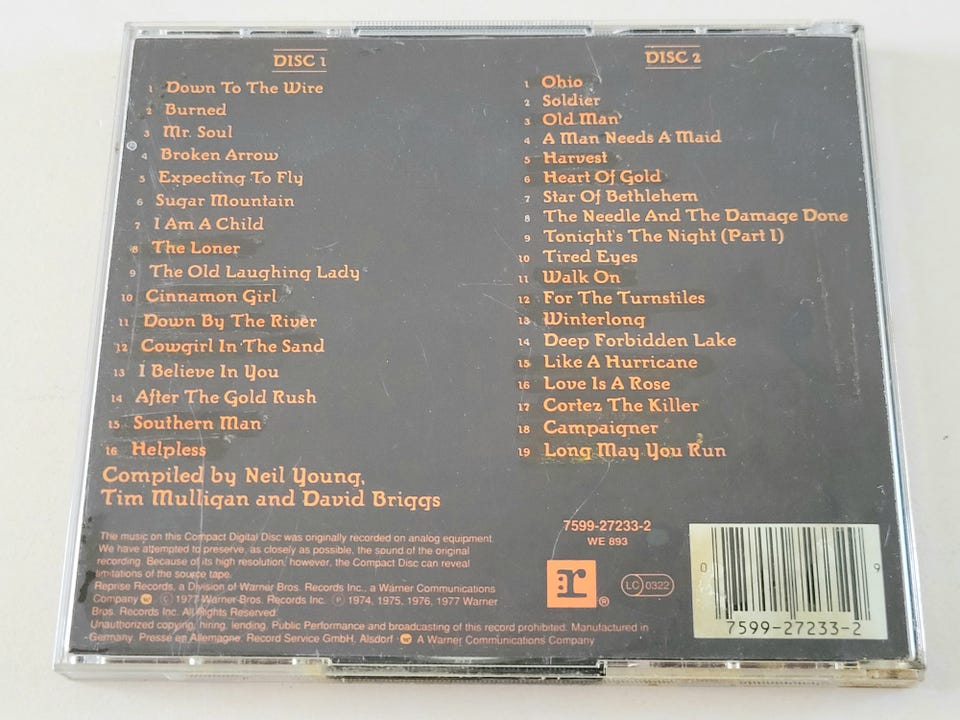 DISC 1
1 Down To The Wire
2 Burned
3 Mr. Soul
4 Broken Arrow
5 Expecting To Fly
6 Sugar Mountain
7 I Am A Child
8 The Loner
9 The Old Laughing Lady
10 Cinnamon Girl
11 Down By The River
12 Cowgirl In The Sand
13 I Believe In You
14 After The Gold Rush
15 Southern Man
16 Helpless
Compiled by Neil Young,
Tim Mulligan and David Briggs
DISC 2
1 Ohio
2 Soldier
3 Old Man
4 A Man Needs A Maid
5 Harvest
6 Heart Of Gold
7 Star Of Bethlehem
8 The Needle And The Damage Done
9 Tonight's The Night (Part 1)
10 Tired Eyes
11 Walk On
12 For The Turnstiles
13 Winterlong
14 Deep Forbidden Lake
15 Like A Hurricane
16 Love Is A Rose
17 Cortez The Killer
18 Campaigner
19 Long May You Run
The music on this Compact Digital Disc was originally recorded on analog equipment.
We have attempted to preserve, as closely as possible, the sound of the original
recording. Because of its high resolution, however, the Compact Disc can reveal
limitations of the source tape.
Reprise Records, a Division of Warner Bros. Records Inc., a Warner Communications
Company © 1977 Warner Bros. Records Inc. ℗ 1974, 1975, 1976, 1977 Warner
Bros. Records Inc. All Rights Reserved.
Unauthorized copying, hiring, lending, Public Performance and broadcasting of this record prohibited. Manufactured in
Germany. Presse en Allemagne. Record Service GmbH, Alsdorf · A Warner Communications Company
7599-27233-2
WE 893
r ®
LC 0322
0 9
7599-27233-2